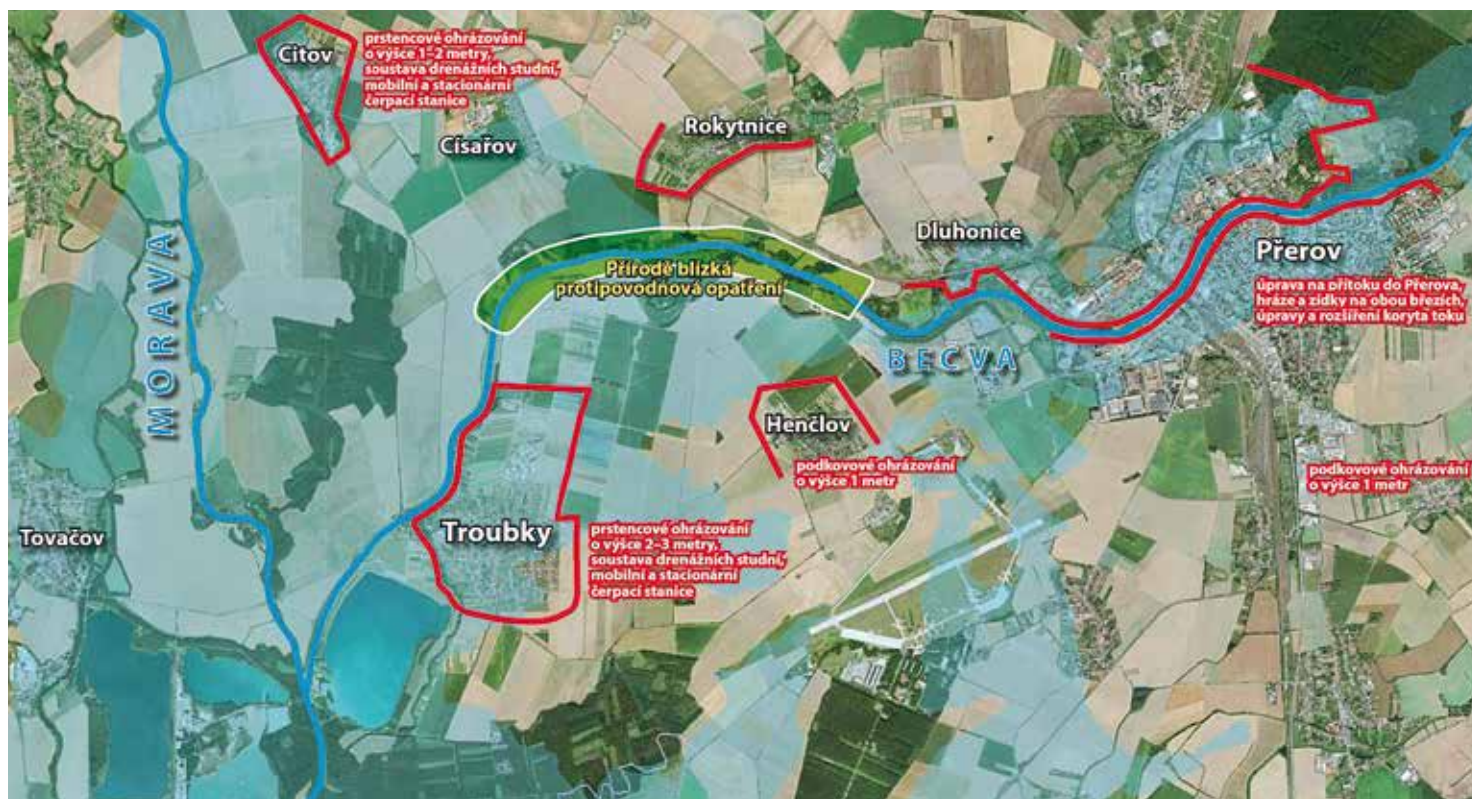 Citov
prstencové ohrázování
o výšce 1–2 metry,
soustava drenážních studní,
mobilní a stacionární
čerpací stanice
Císařov
Rokytnice
Dluhonice
Přerov
úprava na přítoku do Přerova,
hráze a zídky na obou březích,
úpravy a rozšíření koryta toku
MORAVA
Přírodě blízká
protipovodňová opatření
BEČVA
Henčlov
podkovové ohrázování
o výšce 1 metr
podkovové ohrázování
o výšce 1 metr
Tovačov
Troubky
prstencové ohrázování
o výšce 2–3 metry,
soustava drenážních studní,
mobilní a stacionární
čerpací stanice